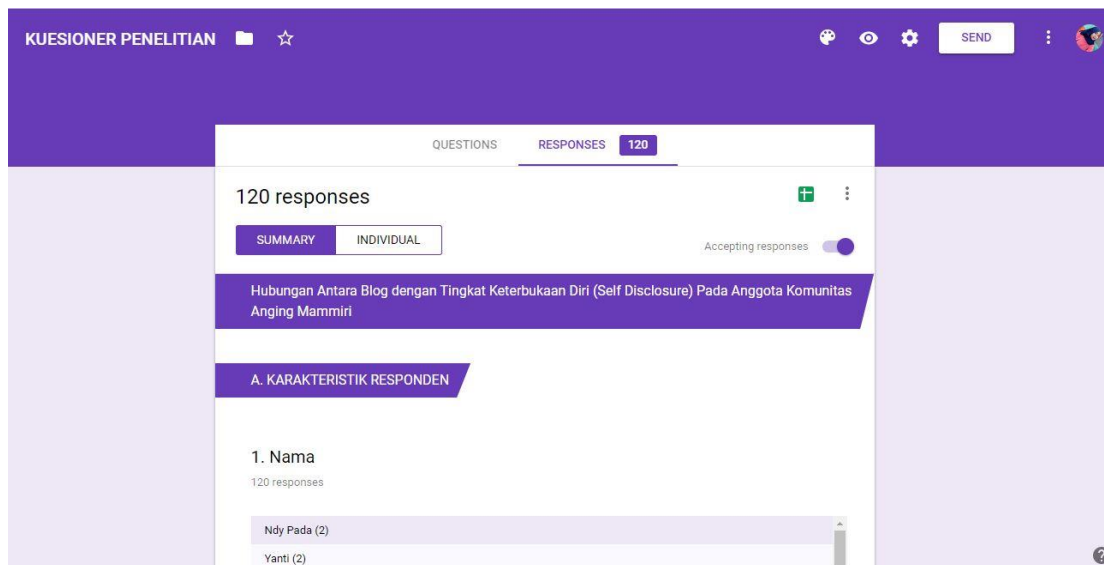 KUESIONER PENELITIAN
SEND
QUESTIONS RESPONSES 120
120 responses
SUMMARY INDIVIDUAL
Accepting responses
Hubungan Antara Blog dengan Tingkat Keterbukaan Diri (Self Disclosure) Pada Anggota Komunitas
Anging Mammiri
A. KARAKTERISTIK RESPONDEN
1. Nama
120 responses
Ndy Pada (2)
Yanti (2)